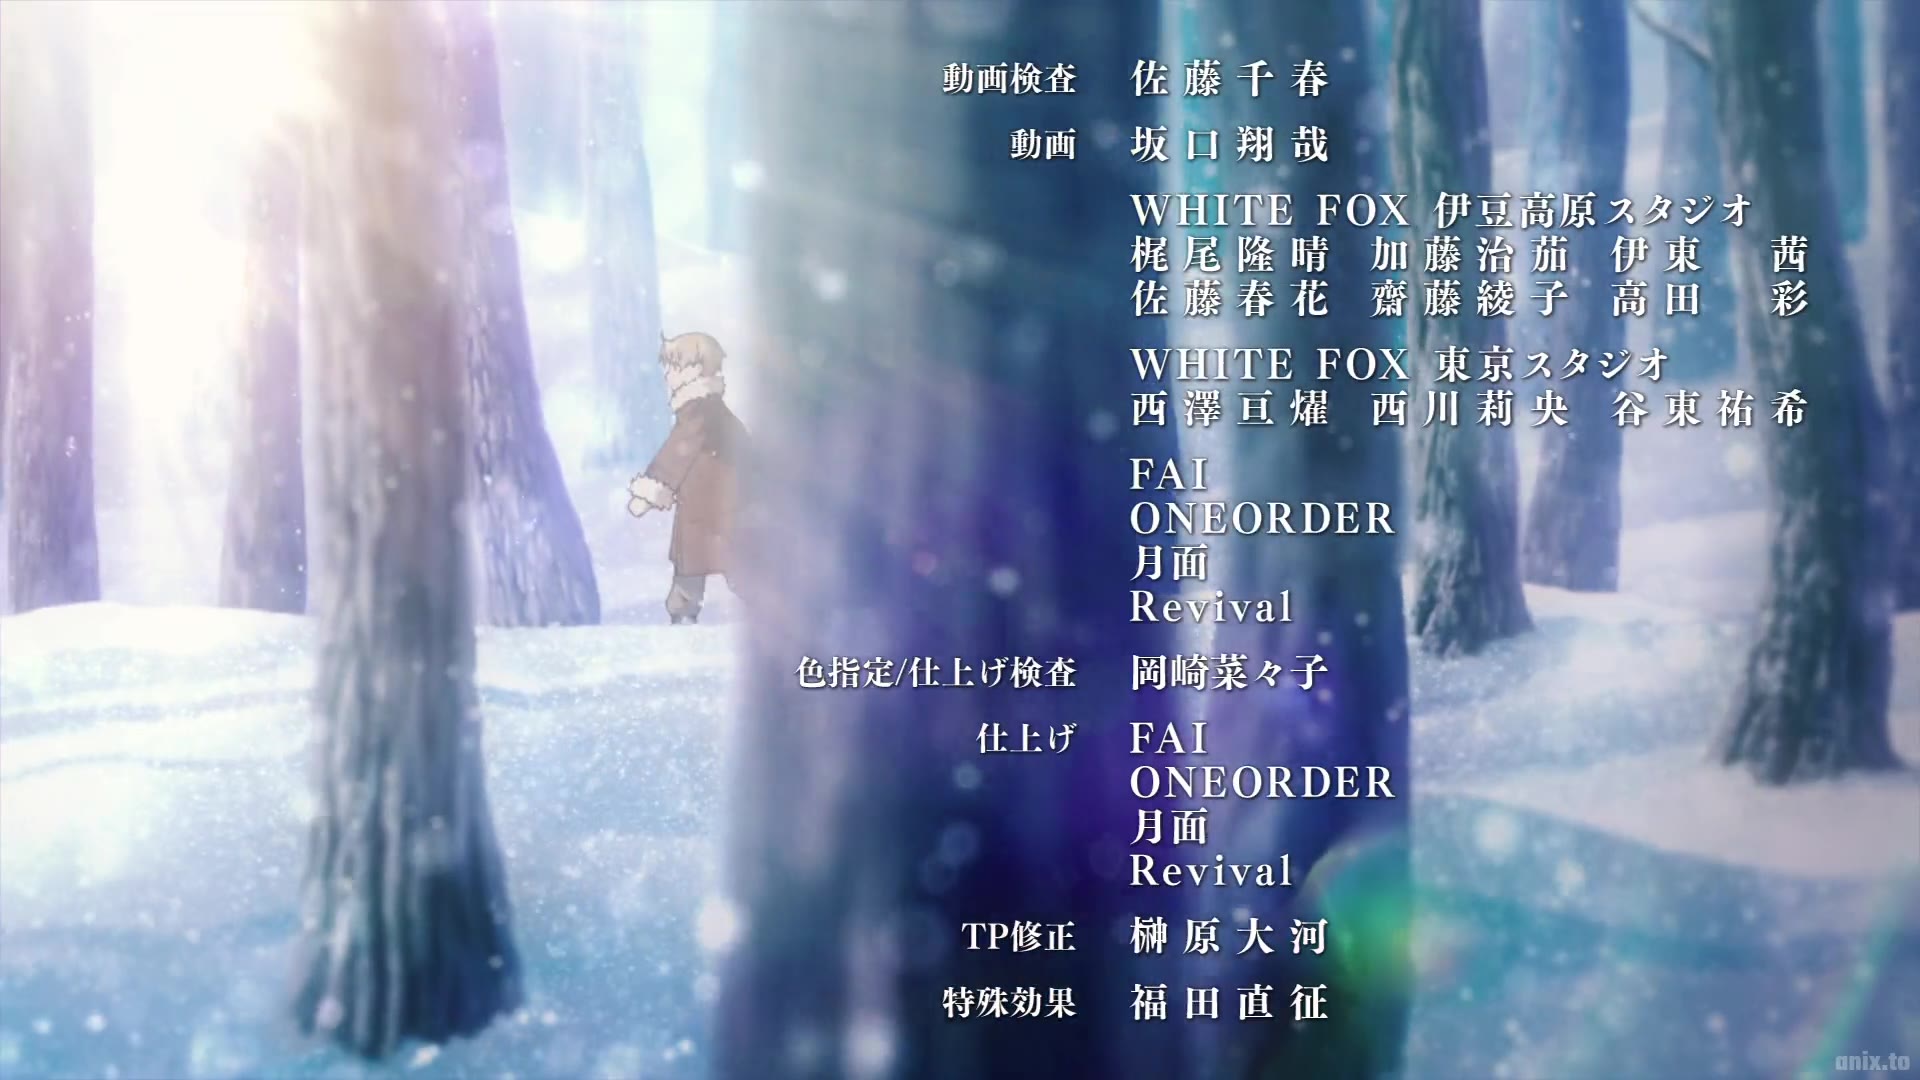 動画検査 佐藤千春
動画 坂口翔哉
WHITE FOX 伊豆高原スタジオ
梶尾隆晴 加藤治茄 伊東 茜
佐藤春花 齋藤綾子 高田 彩
WHITE FOX 東京スタジオ
西澤亘燿 西川莉央 谷東祐希
FAI
ONEORDER
月面
Revival
色指定/仕上げ検査 岡崎菜々子
仕上げ FAI
ONEORDER
月面
Revival
TP修正 榊原大河
特殊効果 福田直征
anix.to